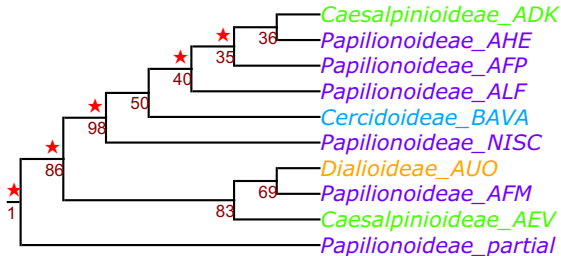 Caesalpinioideae_ADK
36
Papilionoideae_AHE
35
Papilionoideae_AFP
40
Papilionoideae_ALF
50
Cercidoideae_BAVA
98
Papilionoideae_NISC
86
Dialioideae_AUO
69
Papilionoideae_AFM
83
Caesalpinioideae_AEV
1
Papilionoideae_partial